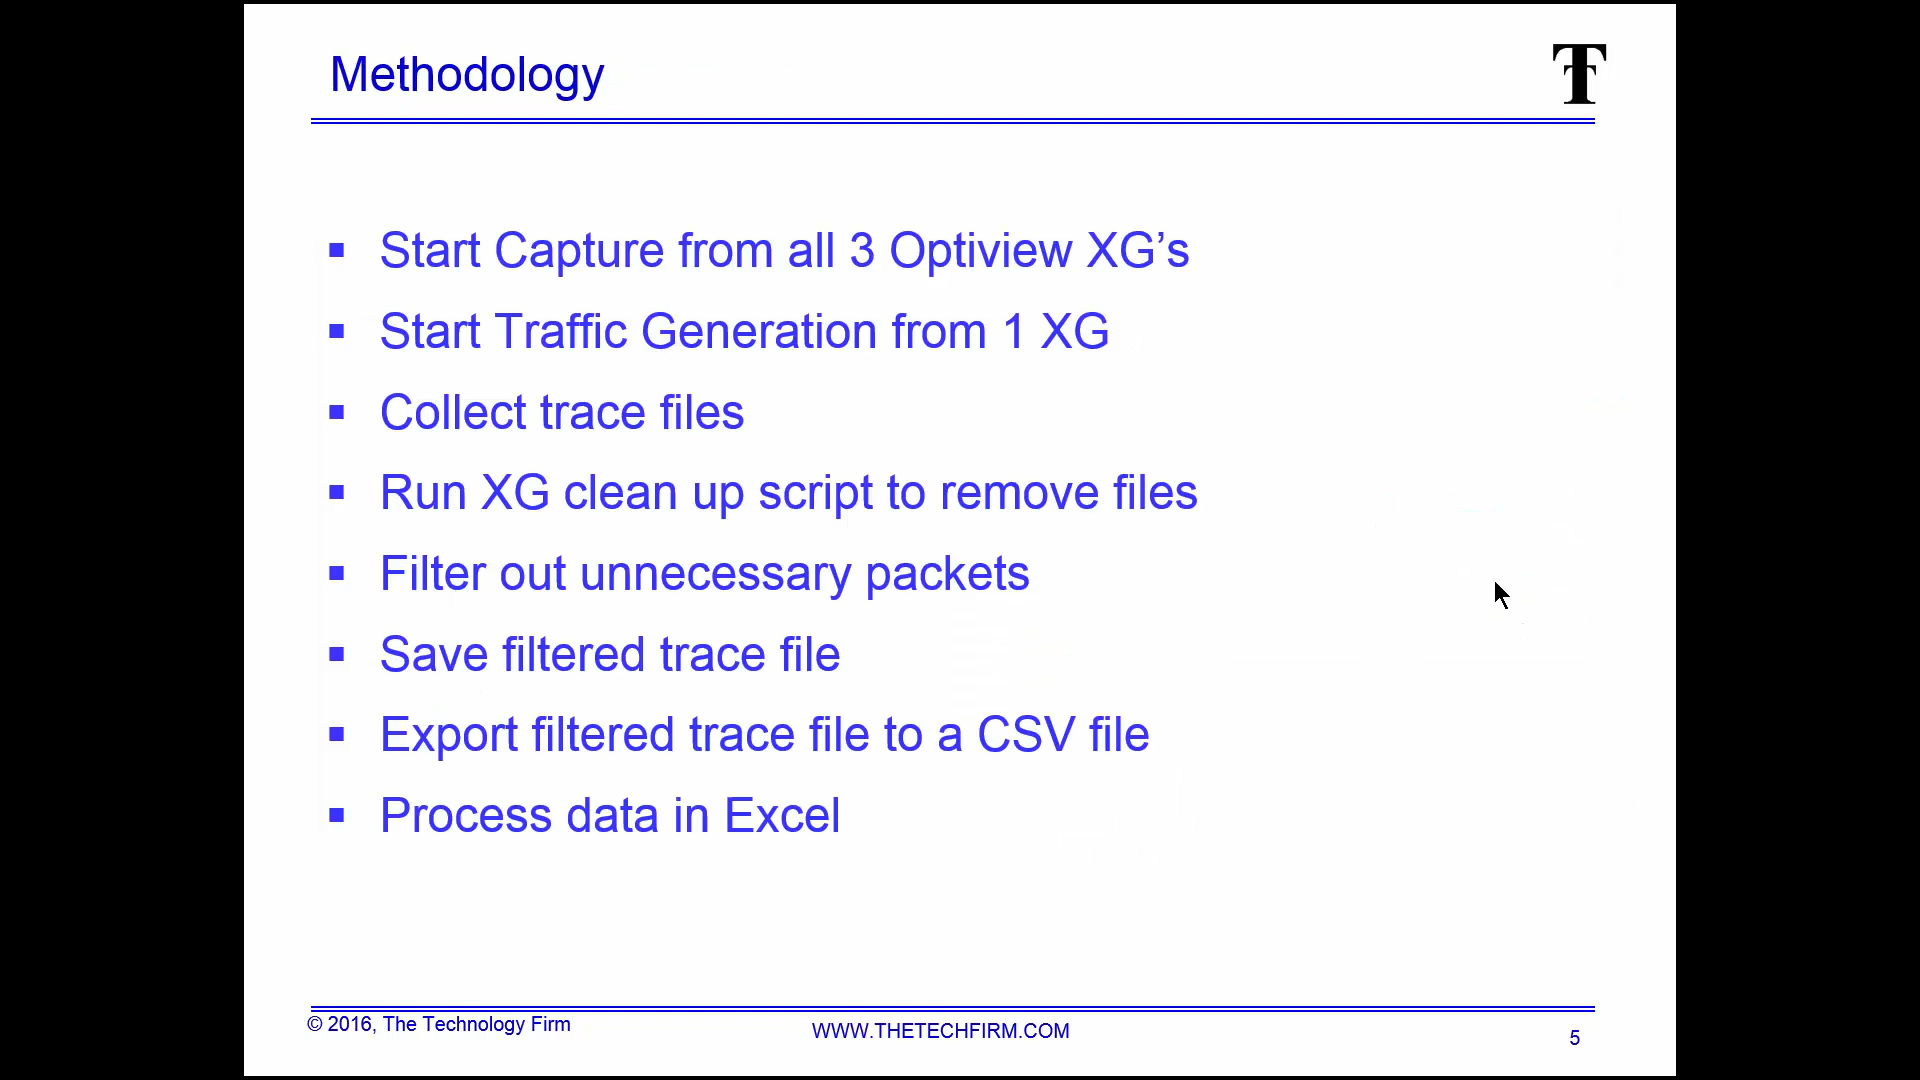 Methodology
Start Capture from all 3 Optiview XG’s
Start Traffic Generation from 1 XG
Collect trace files
Run XG clean up script to remove files
Filter out unnecessary packets
Save filtered trace file
Export filtered trace file to a CSV file
Process data in Excel
© 2016, The Technology Firm
WWW.THETECHFIRM.COM
5